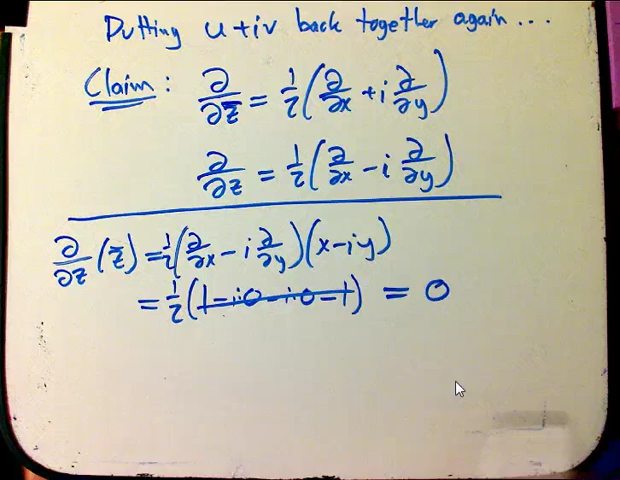 Putting u+iv back together again...
Claim: ∂/∂z̄ = 1/2(∂/∂x + i ∂/∂y)
∂/∂z = 1/2(∂/∂x - i ∂/∂y)
∂/∂z (z̄) = 1/2(∂/∂x - i ∂/∂y)(x-iy)
= 1/2(1-i0-i0-1) = 0